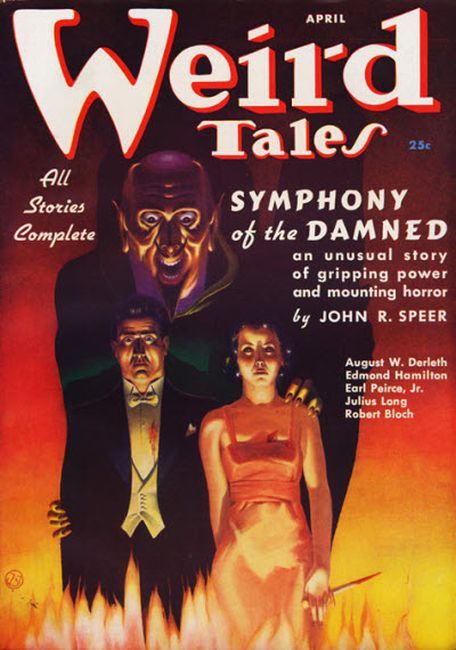 APRIL
Weird
Tales
25c
All
Stories
Complete
SYMPHONY
of the DAMNED
an unusual story
of gripping power
and mounting horror
by JOHN R. SPEER
August W. Derleth
Edmond Hamilton
Earl Peirce, Jr.
Julius Long
Robert Bloch